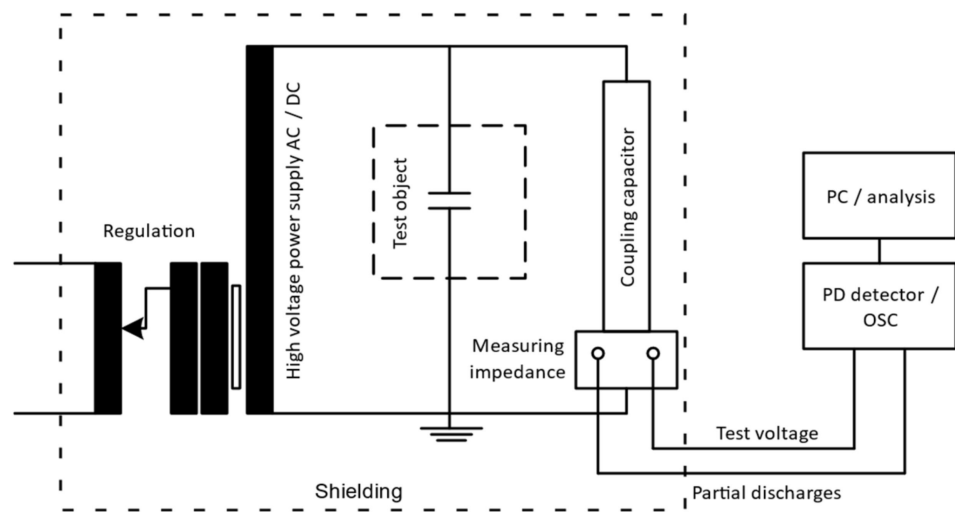 Regulation
High voltage power supply AC / DC
Test object
Coupling capacitor
Measuring
impedance
PC / analysis
PD detector /
OSC
Test voltage
Partial discharges
Shielding